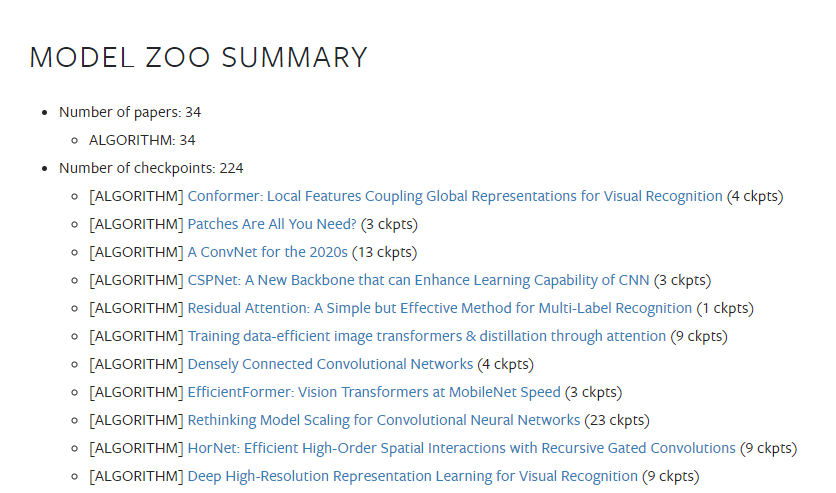 MODEL ZOO SUMMARY
Number of papers: 34
ALGORITHM: 34
Number of checkpoints: 224
[ALGORITHM] Conformer: Local Features Coupling Global Representations for Visual Recognition (4 ckpts)
[ALGORITHM] Patches Are All You Need? (3 ckpts)
[ALGORITHM] A ConvNet for the 2020s (13 ckpts)
[ALGORITHM] CSPNet: A New Backbone that can Enhance Learning Capability of CNN (3 ckpts)
[ALGORITHM] Residual Attention: A Simple but Effective Method for Multi-Label Recognition (1 ckpts)
[ALGORITHM] Training data-efficient image transformers & distillation through attention (9 ckpts)
[ALGORITHM] Densely Connected Convolutional Networks (4 ckpts)
[ALGORITHM] EfficientFormer: Vision Transformers at MobileNet Speed (3 ckpts)
[ALGORITHM] Rethinking Model Scaling for Convolutional Neural Networks (23 ckpts)
[ALGORITHM] HorNet: Efficient High-Order Spatial Interactions with Recursive Gated Convolutions (9 ckpts)
[ALGORITHM] Deep High-Resolution Representation Learning for Visual Recognition (9 ckpts)